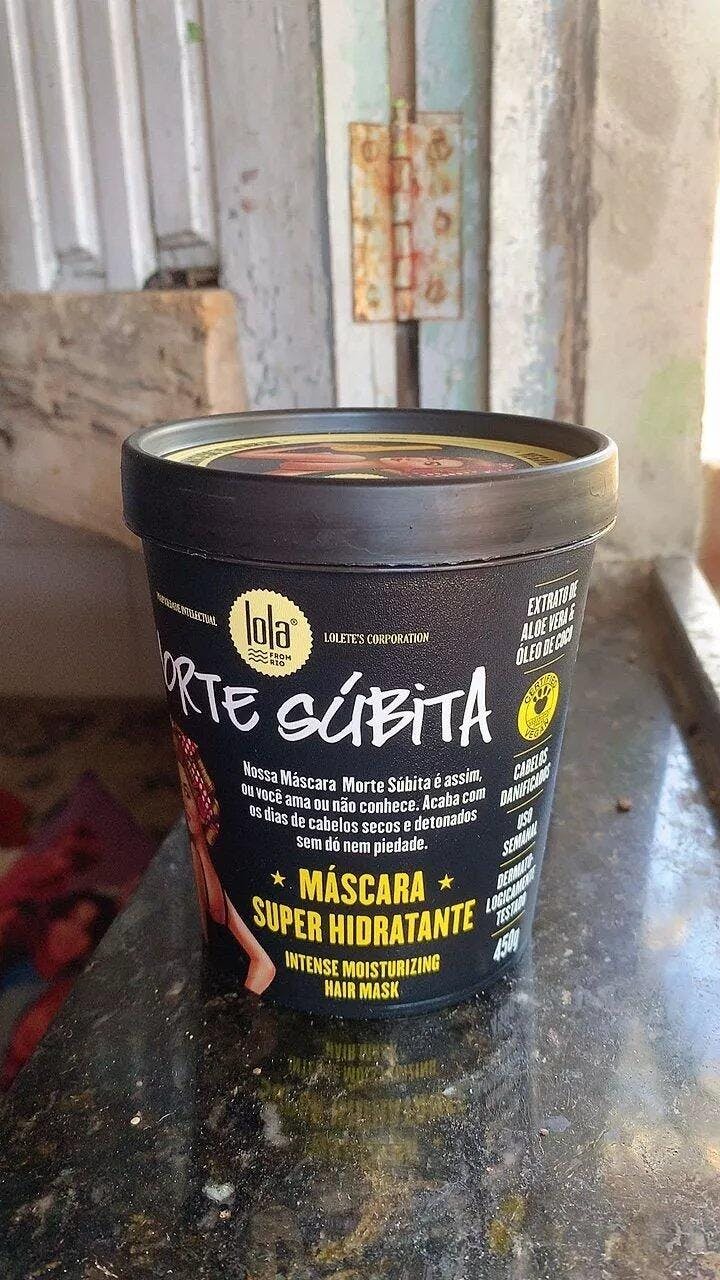 PROPRIEDADE INTELECTUAL
lola®
FROM
RIO
LOLETE'S CORPORATION
ORTE SÚBITA
Nossa Máscara Morte Súbita é assim,
ou você ama ou não conhece. Acaba com
os dias de cabelos secos e detonados
sem dó nem piedade.
MÁSCARA
SUPER HIDRATANTE
INTENSE MOISTURIZING
HAIR MASK
EXTRATO DE
ALOE VERA &
ÓLEO DE COCO
CABELOS
DANIFICADOS
USO
SEMANAL
DERMATO-
LOGICAMENTE
TESTADO
450g